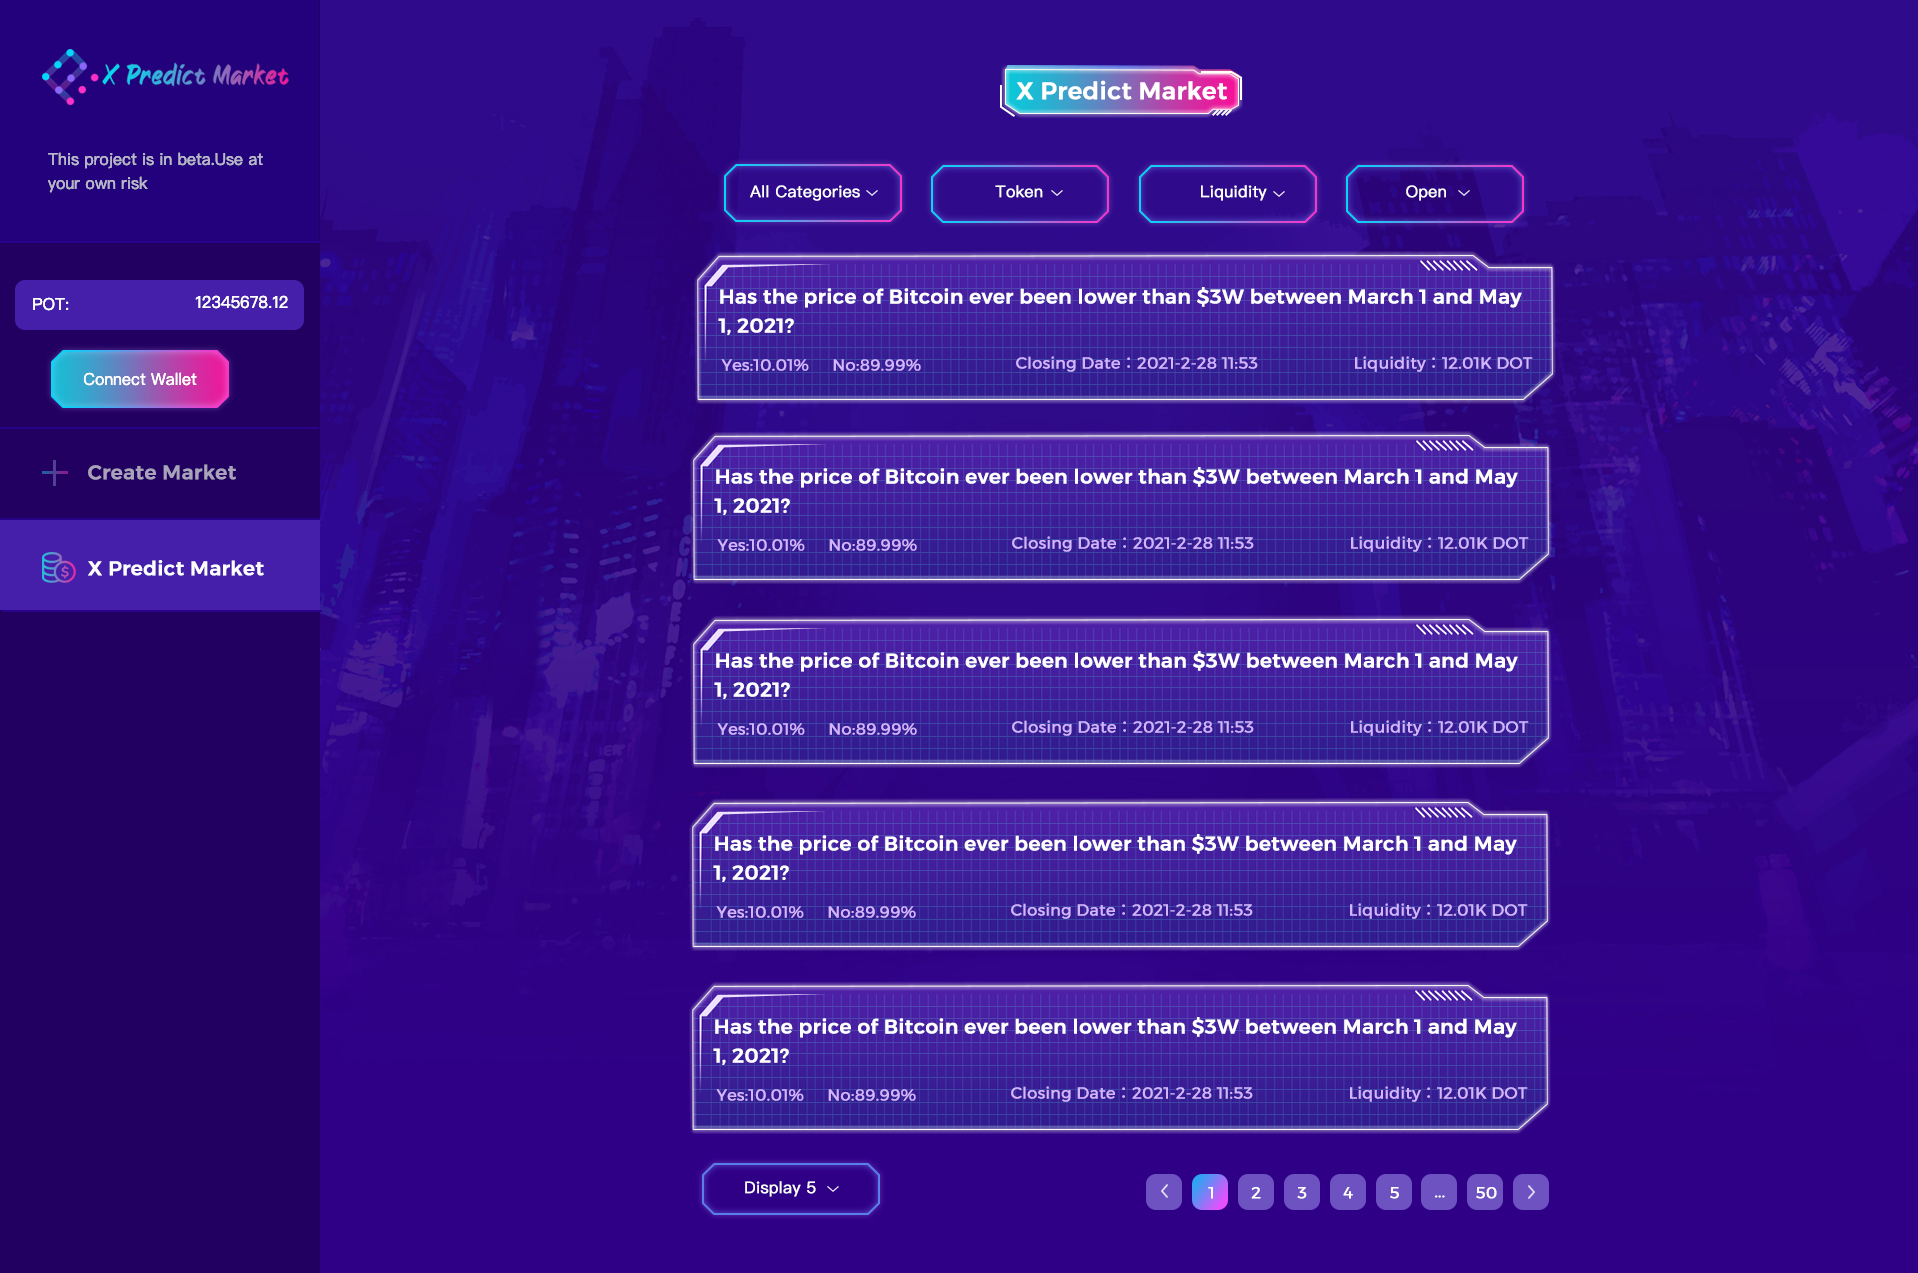 X Predict Market
This project is in beta.Use at
your own risk
POT: 12345678.12
Connect Wallet
Create Market
X Predict Market
X Predict Market
All Categories
Token
Liquidity
Open
Has the price of Bitcoin ever been lower than $3W between March 1 and May
1, 2021?
Yes:10.01% No:89.99% Closing Date：2021-2-28 11:53 Liquidity：12.01K DOT
Has the price of Bitcoin ever been lower than $3W between March 1 and May
1, 2021?
Yes:10.01% No:89.99% Closing Date：2021-2-28 11:53 Liquidity：12.01K DOT
Has the price of Bitcoin ever been lower than $3W between March 1 and May
1, 2021?
Yes:10.01% No:89.99% Closing Date：2021-2-28 11:53 Liquidity：12.01K DOT
Has the price of Bitcoin ever been lower than $3W between March 1 and May
1, 2021?
Yes:10.01% No:89.99% Closing Date：2021-2-28 11:53 Liquidity：12.01K DOT
Has the price of Bitcoin ever been lower than $3W between March 1 and May
1, 2021?
Yes:10.01% No:89.99% Closing Date：2021-2-28 11:53 Liquidity：12.01K DOT
Display 5
1 2 3 4 5 ... 50